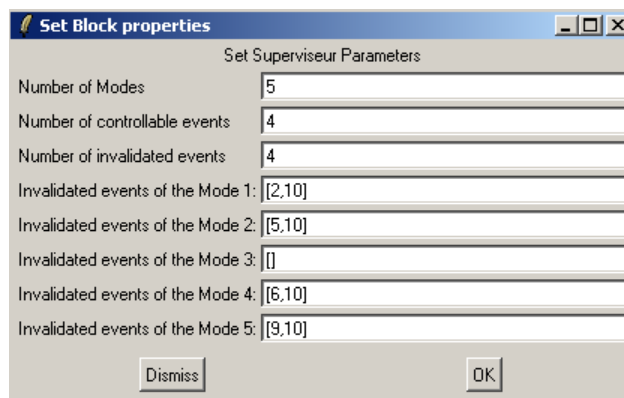 Set Block properties
Set Superviseur Parameters
Number of Modes 5
Number of controllable events 4
Number of invalidated events 4
Invalidated events of the Mode 1: [2,10]
Invalidated events of the Mode 2: [5,10]
Invalidated events of the Mode 3: []
Invalidated events of the Mode 4: [6,10]
Invalidated events of the Mode 5: [9,10]
Dismiss OK